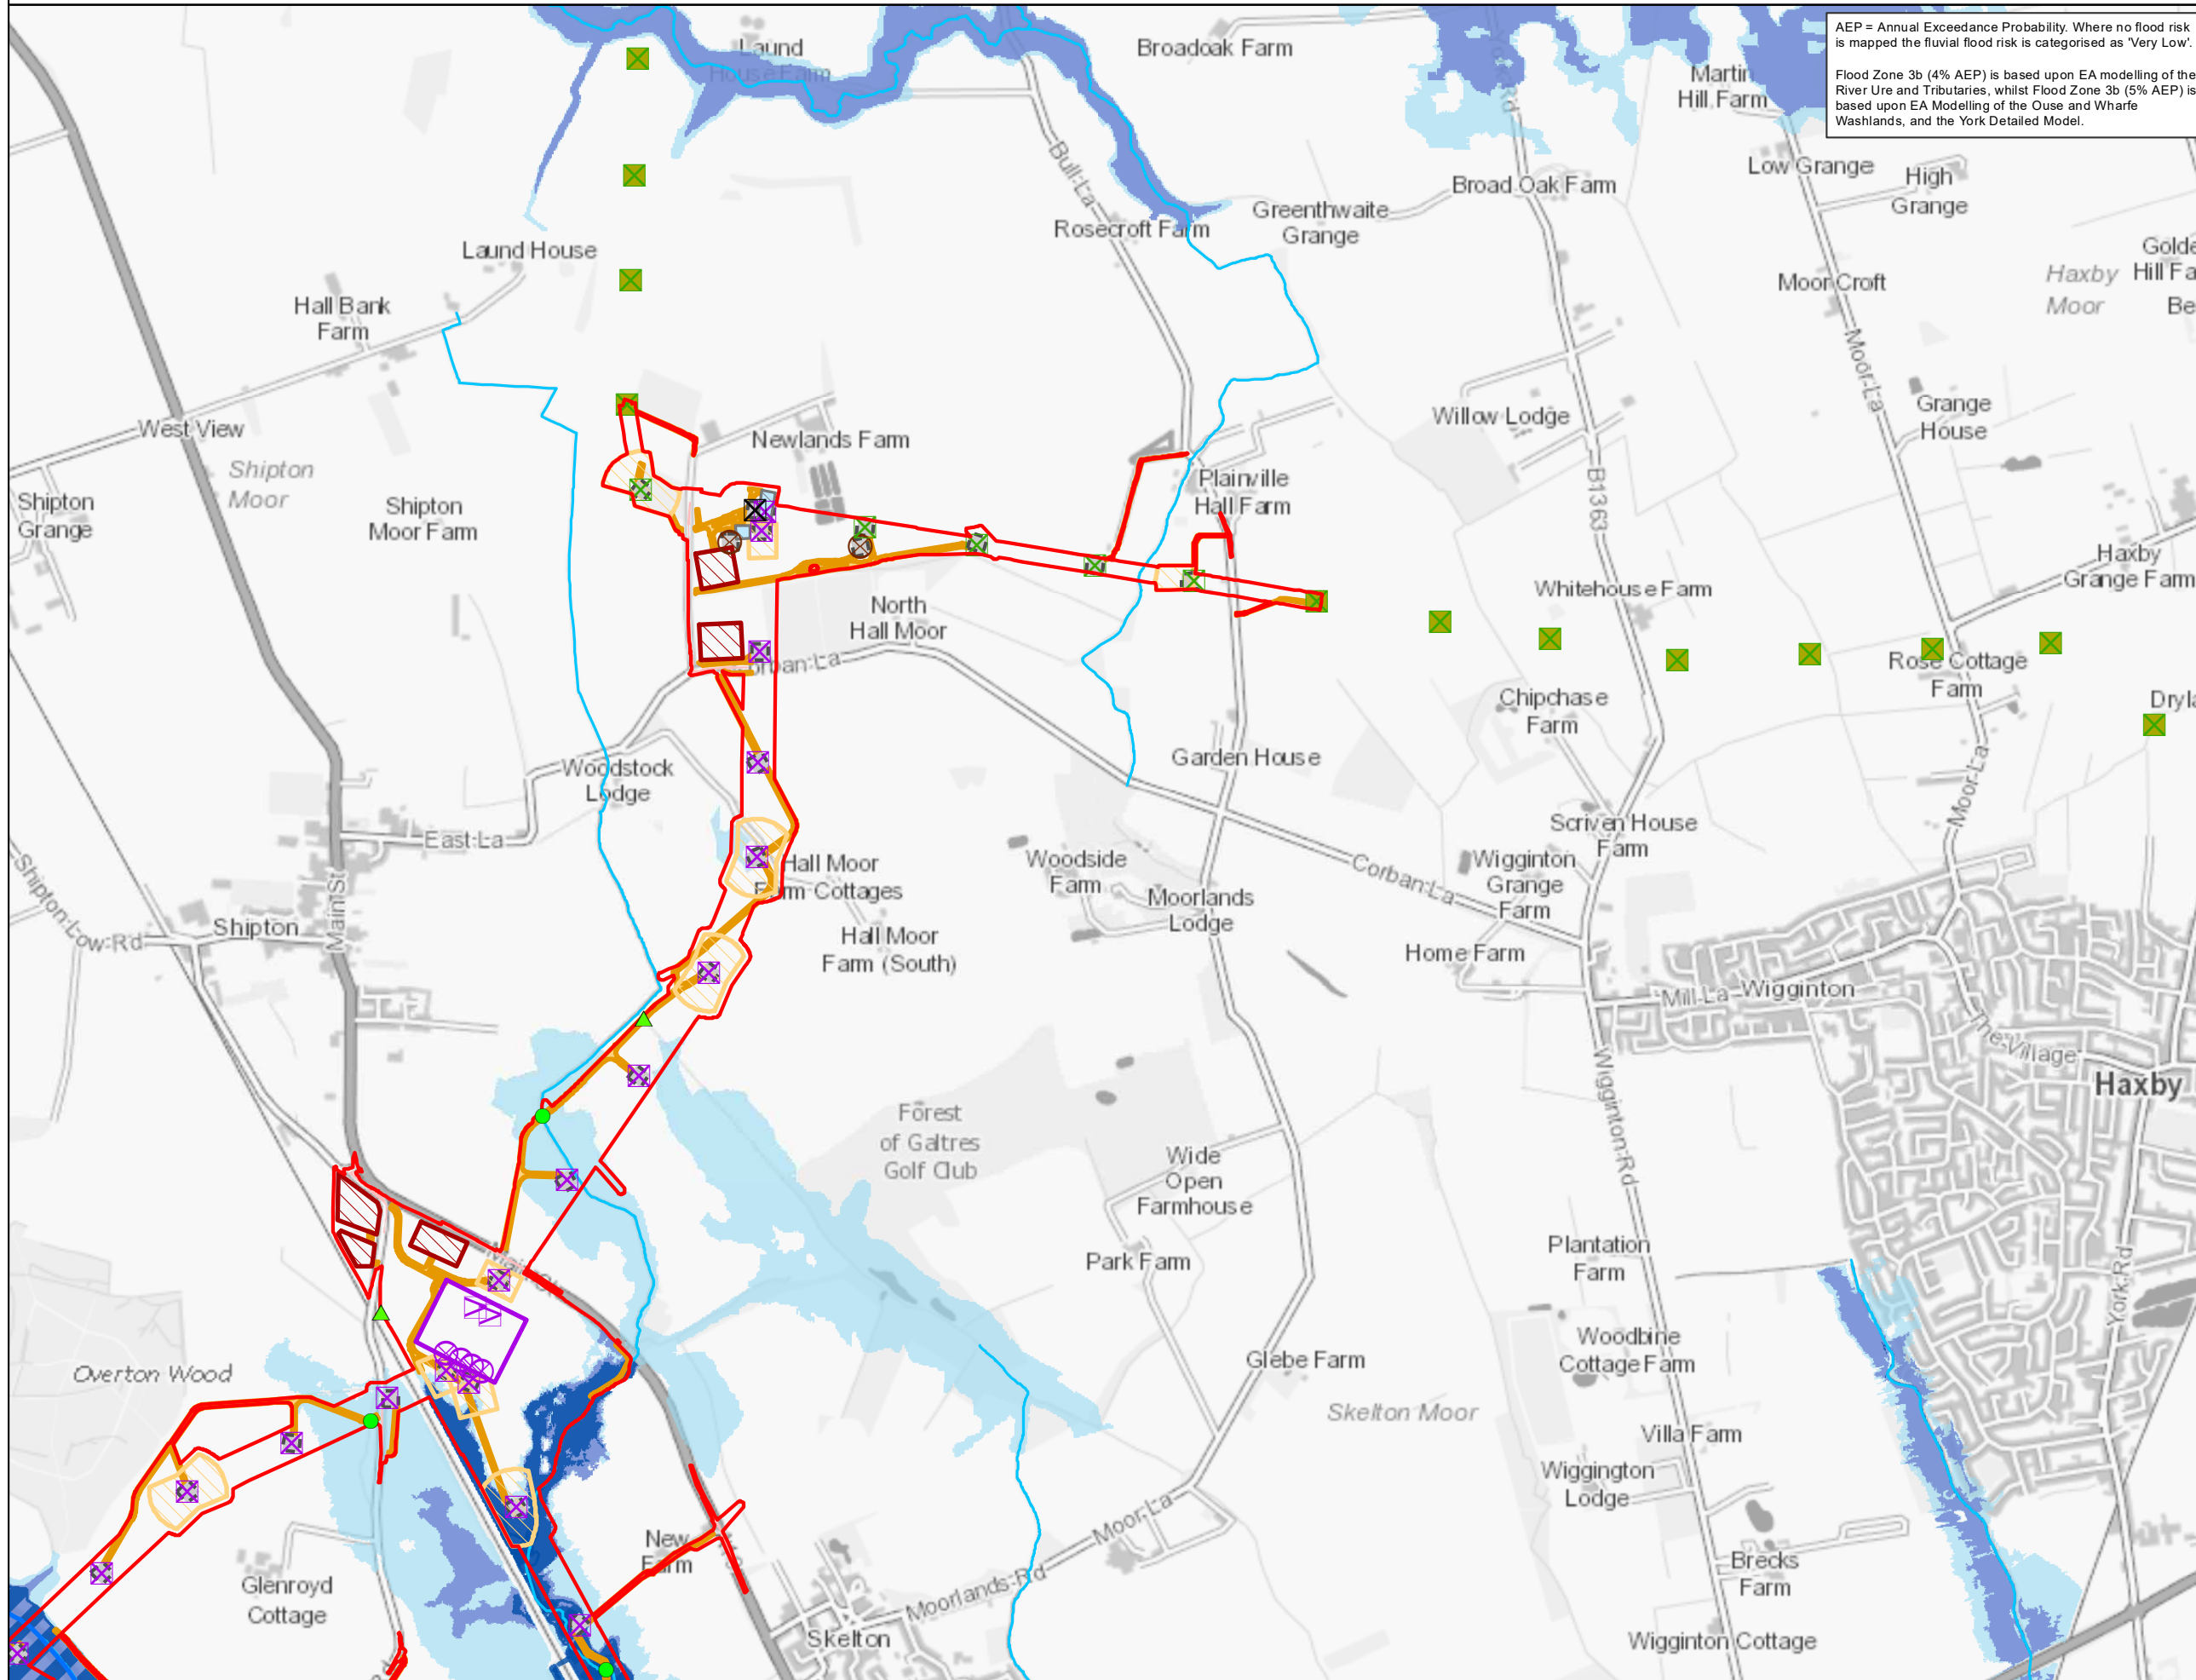 AEP = Annual Exceedance Probability. Where no flood risk
is mapped the fluvial flood risk is categorised as 'Very Low'.
Flood Zone 3b (4% AEP) is based upon EA modelling of the
River Ure and Tributaries, whilst Flood Zone 3b (5% AEP) is
based upon EA Modelling of the Ouse and Wharfe
Washlands, and the York Detailed Model.
Laund
House Farm
Broadoak Farm
Martin
Hill Farm
Bull-La
Low Grange
High
Grange
Broad Oak Farm
Greenthwaite
Grange
Rosecroft Farm
Laund House
Hall Bank
Farm
Moor Croft
Haxby
Moor
West View
Shipton
Moor
Newlands Farm
Willow Lodge
Moor-La
Grange
House
Shipton
Grange
Shipton
Moor Farm
Plainville
Hall Farm
B1363
Haxby
Grange Farm
Whitehouse Farm
North
Hall Moor
Corban-La
Rose Cottage
Farm
Chipchase
Farm
Garden House
Woodstock
Lodge
Moor-La
East-La
Scriven House
Farm
Hall Moor
Farm Cottages
Woodside
Farm
Wigginton
Grange
Farm
Corban-La
Moorlands
Lodge
Shipton-Low-Rd
Main-St
Shipton
Hall Moor
Farm (South)
Home Farm
Mill-La
Wigginton
The-Village
Haxby
Wigginton-Rd
Forest
of Galtres
Golf Club
Wide
Open
Farmhouse
Park Farm
Plantation
Farm
York-Rd
Main-St
Overton Wood
Woodbine
Cottage Farm
Glebe Farm
Skelton Moor
Villa Farm
Wiggington
Lodge
Moor-La
New
Farm
Glenroyd
Cottage
Brecks
Farm
Moorlands-Rd
Skelton
Wigginton Cottage